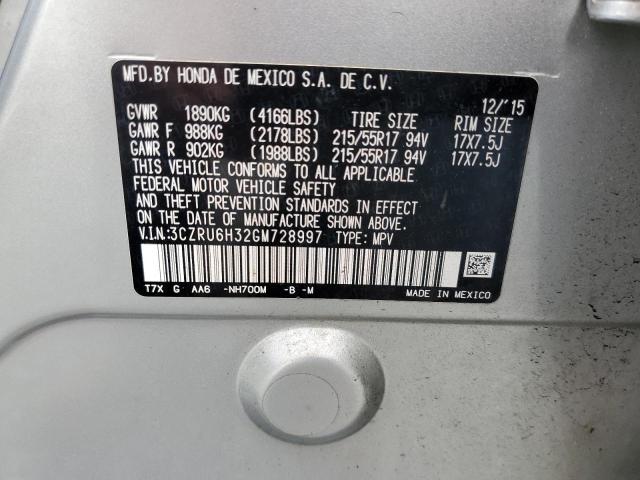 MFD.BY HONDA DE MEXICO S.A. DE C.V.
12/'15
GVWR 1890KG (4166LBS) TIRE SIZE RIM SIZE
GAWR F 988KG (2178LBS) 215/55R17 94V 17X7.5J
GAWR R 902KG (1988LBS) 215/55R17 94V 17X7.5J
THIS VEHICLE CONFORMS TO ALL APPLICABLE
FEDERAL MOTOR VEHICLE SAFETY
AND THEFT PREVENTION STANDARDS IN EFFECT
ON THE DATE OF MANUFACTURE SHOWN ABOVE.
V.I.N:3CZRU6H32GM728997 TYPE: MPV
T7X G AA6 -NH700M -B -M
MADE IN MEXICO